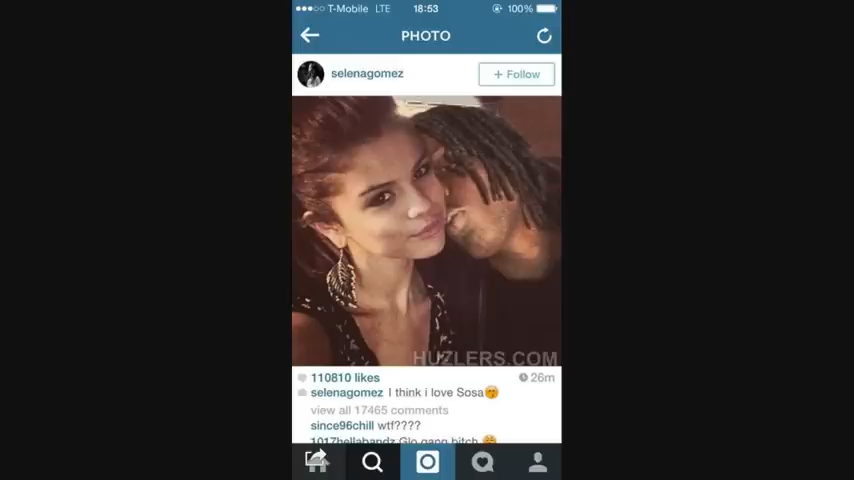 T-Mobile LTE 18:53 100%
PHOTO
selenagomez + Follow
HUZLERS.COM
110810 likes 26m
selenagomez I think i love Sosa🤭
view all 17465 comments
since96chill wtf????
1017hellabandz Glo gang bitch